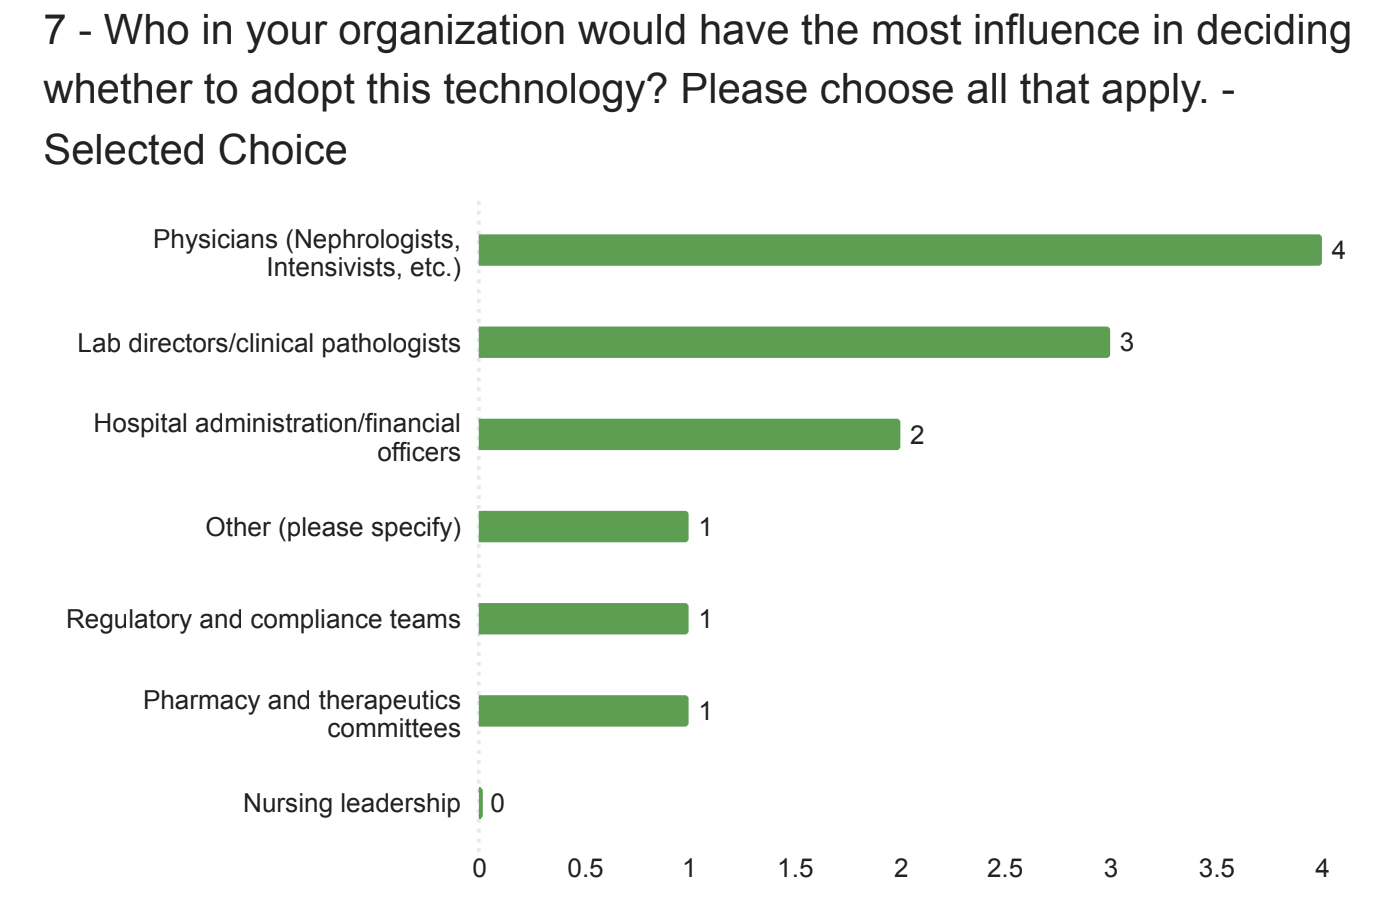 7 - Who in your organization would have the most influence in deciding
whether to adopt this technology? Please choose all that apply. -
Selected Choice
Physicians (Nephrologists,
Intensivists, etc.)
4
Lab directors/clinical pathologists
3
Hospital administration/financial
officers
2
Other (please specify)
1
Regulatory and compliance teams
1
Pharmacy and therapeutics
committees
1
Nursing leadership
0
0 0.5 1 1.5 2 2.5 3 3.5 4